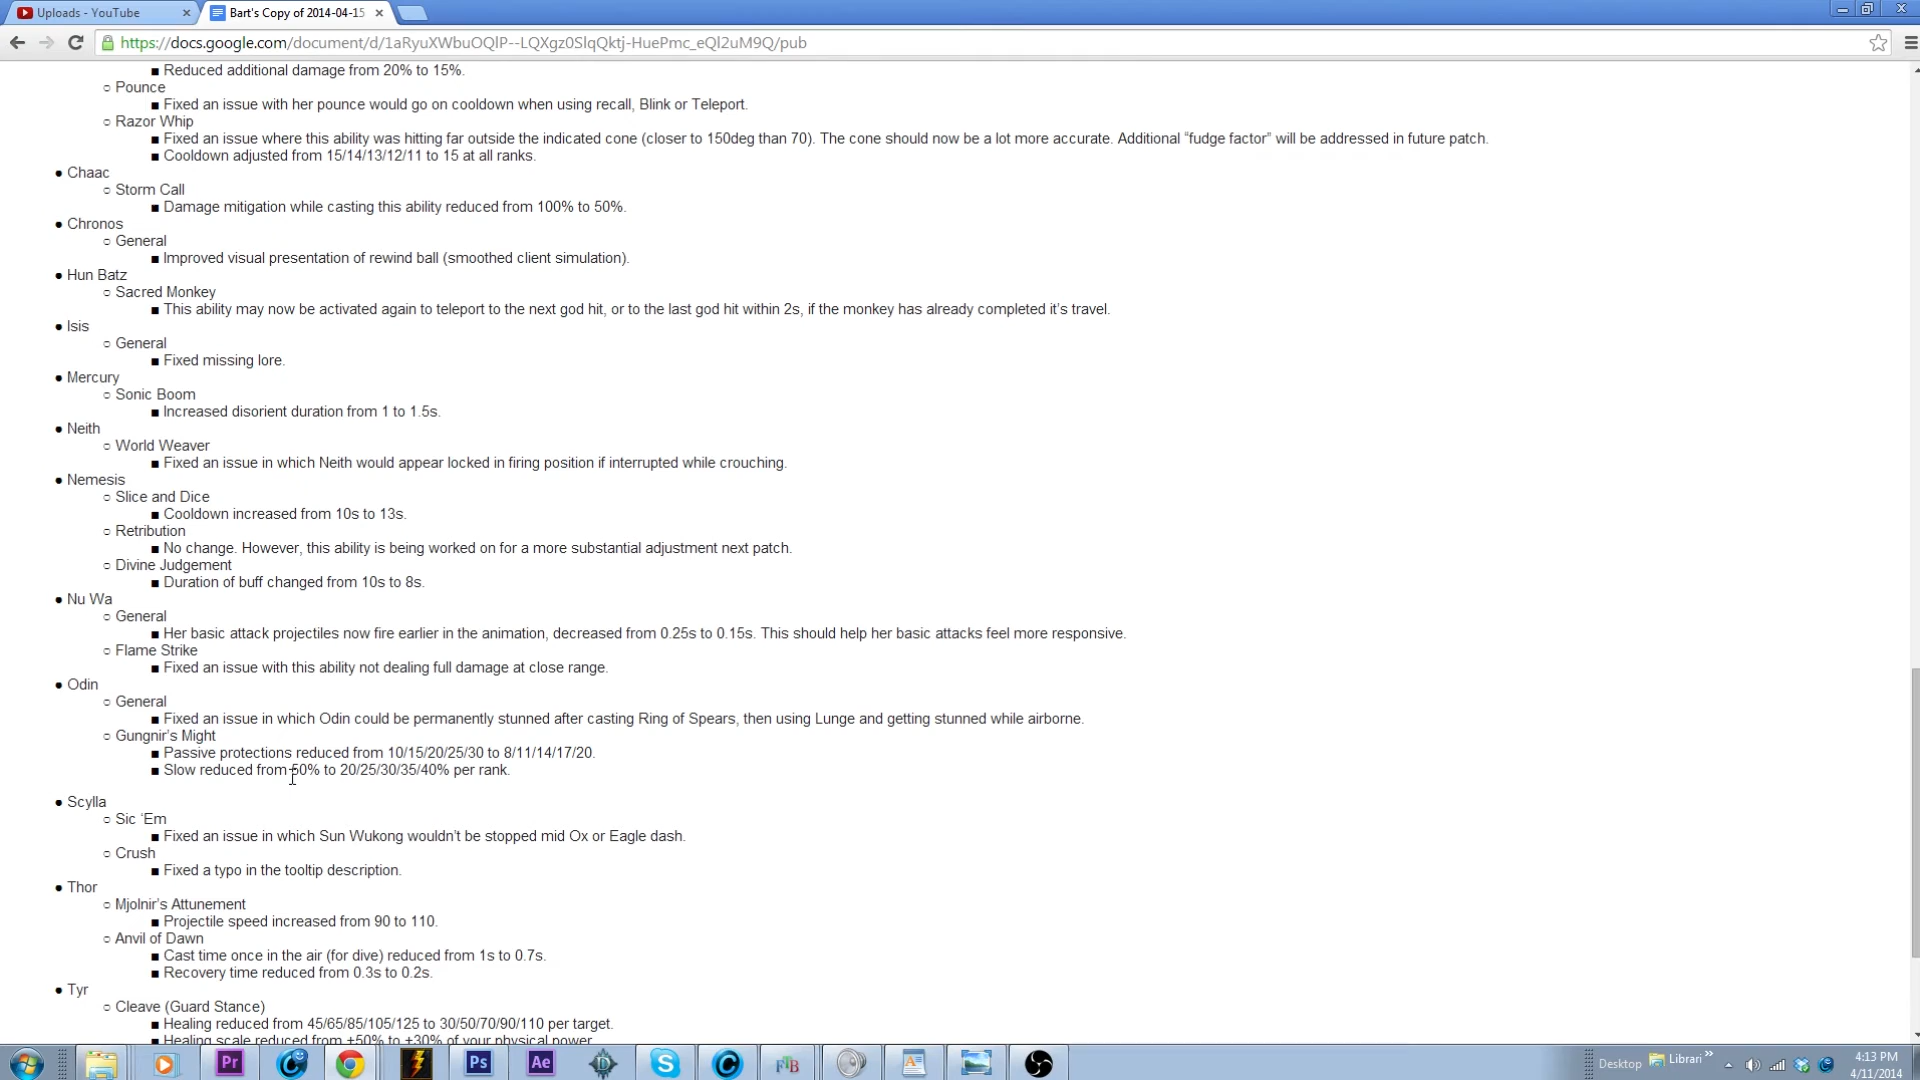 Uploads - YouTube
Bart's Copy of 2014-04-15
https://docs.google.com/document/d/1aRyuXWbuOQlP--LQXgz0SlqQktj-HuePmc_eQl2uM9Q/pub
■ Reduced additional damage from 20% to 15%.
○ Pounce
■ Fixed an issue with her pounce would go on cooldown when using recall, Blink or Teleport.
○ Razor Whip
■ Fixed an issue where this ability was hitting far outside the indicated cone (closer to 150deg than 70). The cone should now be a lot more accurate. Additional “fudge factor” will be addressed in future patch.
■ Cooldown adjusted from 15/14/13/12/11 to 15 at all ranks.
● Chaac
○ Storm Call
■ Damage mitigation while casting this ability reduced from 100% to 50%.
● Chronos
○ General
■ Improved visual presentation of rewind ball (smoothed client simulation).
● Hun Batz
○ Sacred Monkey
■ This ability may now be activated again to teleport to the next god hit, or to the last god hit within 2s, if the monkey has already completed it’s travel.
● Isis
○ General
■ Fixed missing lore.
● Mercury
○ Sonic Boom
■ Increased disorient duration from 1 to 1.5s.
● Neith
○ World Weaver
■ Fixed an issue in which Neith would appear locked in firing position if interrupted while crouching.
● Nemesis
○ Slice and Dice
■ Cooldown increased from 10s to 13s.
○ Retribution
■ No change. However, this ability is being worked on for a more substantial adjustment next patch.
○ Divine Judgement
■ Duration of buff changed from 10s to 8s.
● Nu Wa
○ General
■ Her basic attack projectiles now fire earlier in the animation, decreased from 0.25s to 0.15s. This should help her basic attacks feel more responsive.
○ Flame Strike
■ Fixed an issue with this ability not dealing full damage at close range.
● Odin
○ General
■ Fixed an issue in which Odin could be permanently stunned after casting Ring of Spears, then using Lunge and getting stunned while airborne.
○ Gungnir’s Might
■ Passive protections reduced from 10/15/20/25/30 to 8/11/14/17/20.
■ Slow reduced from 50% to 20/25/30/35/40% per rank.
● Scylla
○ Sic ‘Em
■ Fixed an issue in which Sun Wukong wouldn’t be stopped mid Ox or Eagle dash.
○ Crush
■ Fixed a typo in the tooltip description.
● Thor
○ Mjolnir’s Attunement
■ Projectile speed increased from 90 to 110.
○ Anvil of Dawn
■ Cast time once in the air (for dive) reduced from 1s to 0.7s.
■ Recovery time reduced from 0.3s to 0.2s.
● Tyr
○ Cleave (Guard Stance)
■ Healing reduced from 45/65/85/105/125 to 30/50/70/90/110 per target.
■ Healing scale reduced from +50% to +30% of your physical power.
Pr
Ps
Ae
FTB
Desktop
Librari
»
4:13 PM
4/11/2014